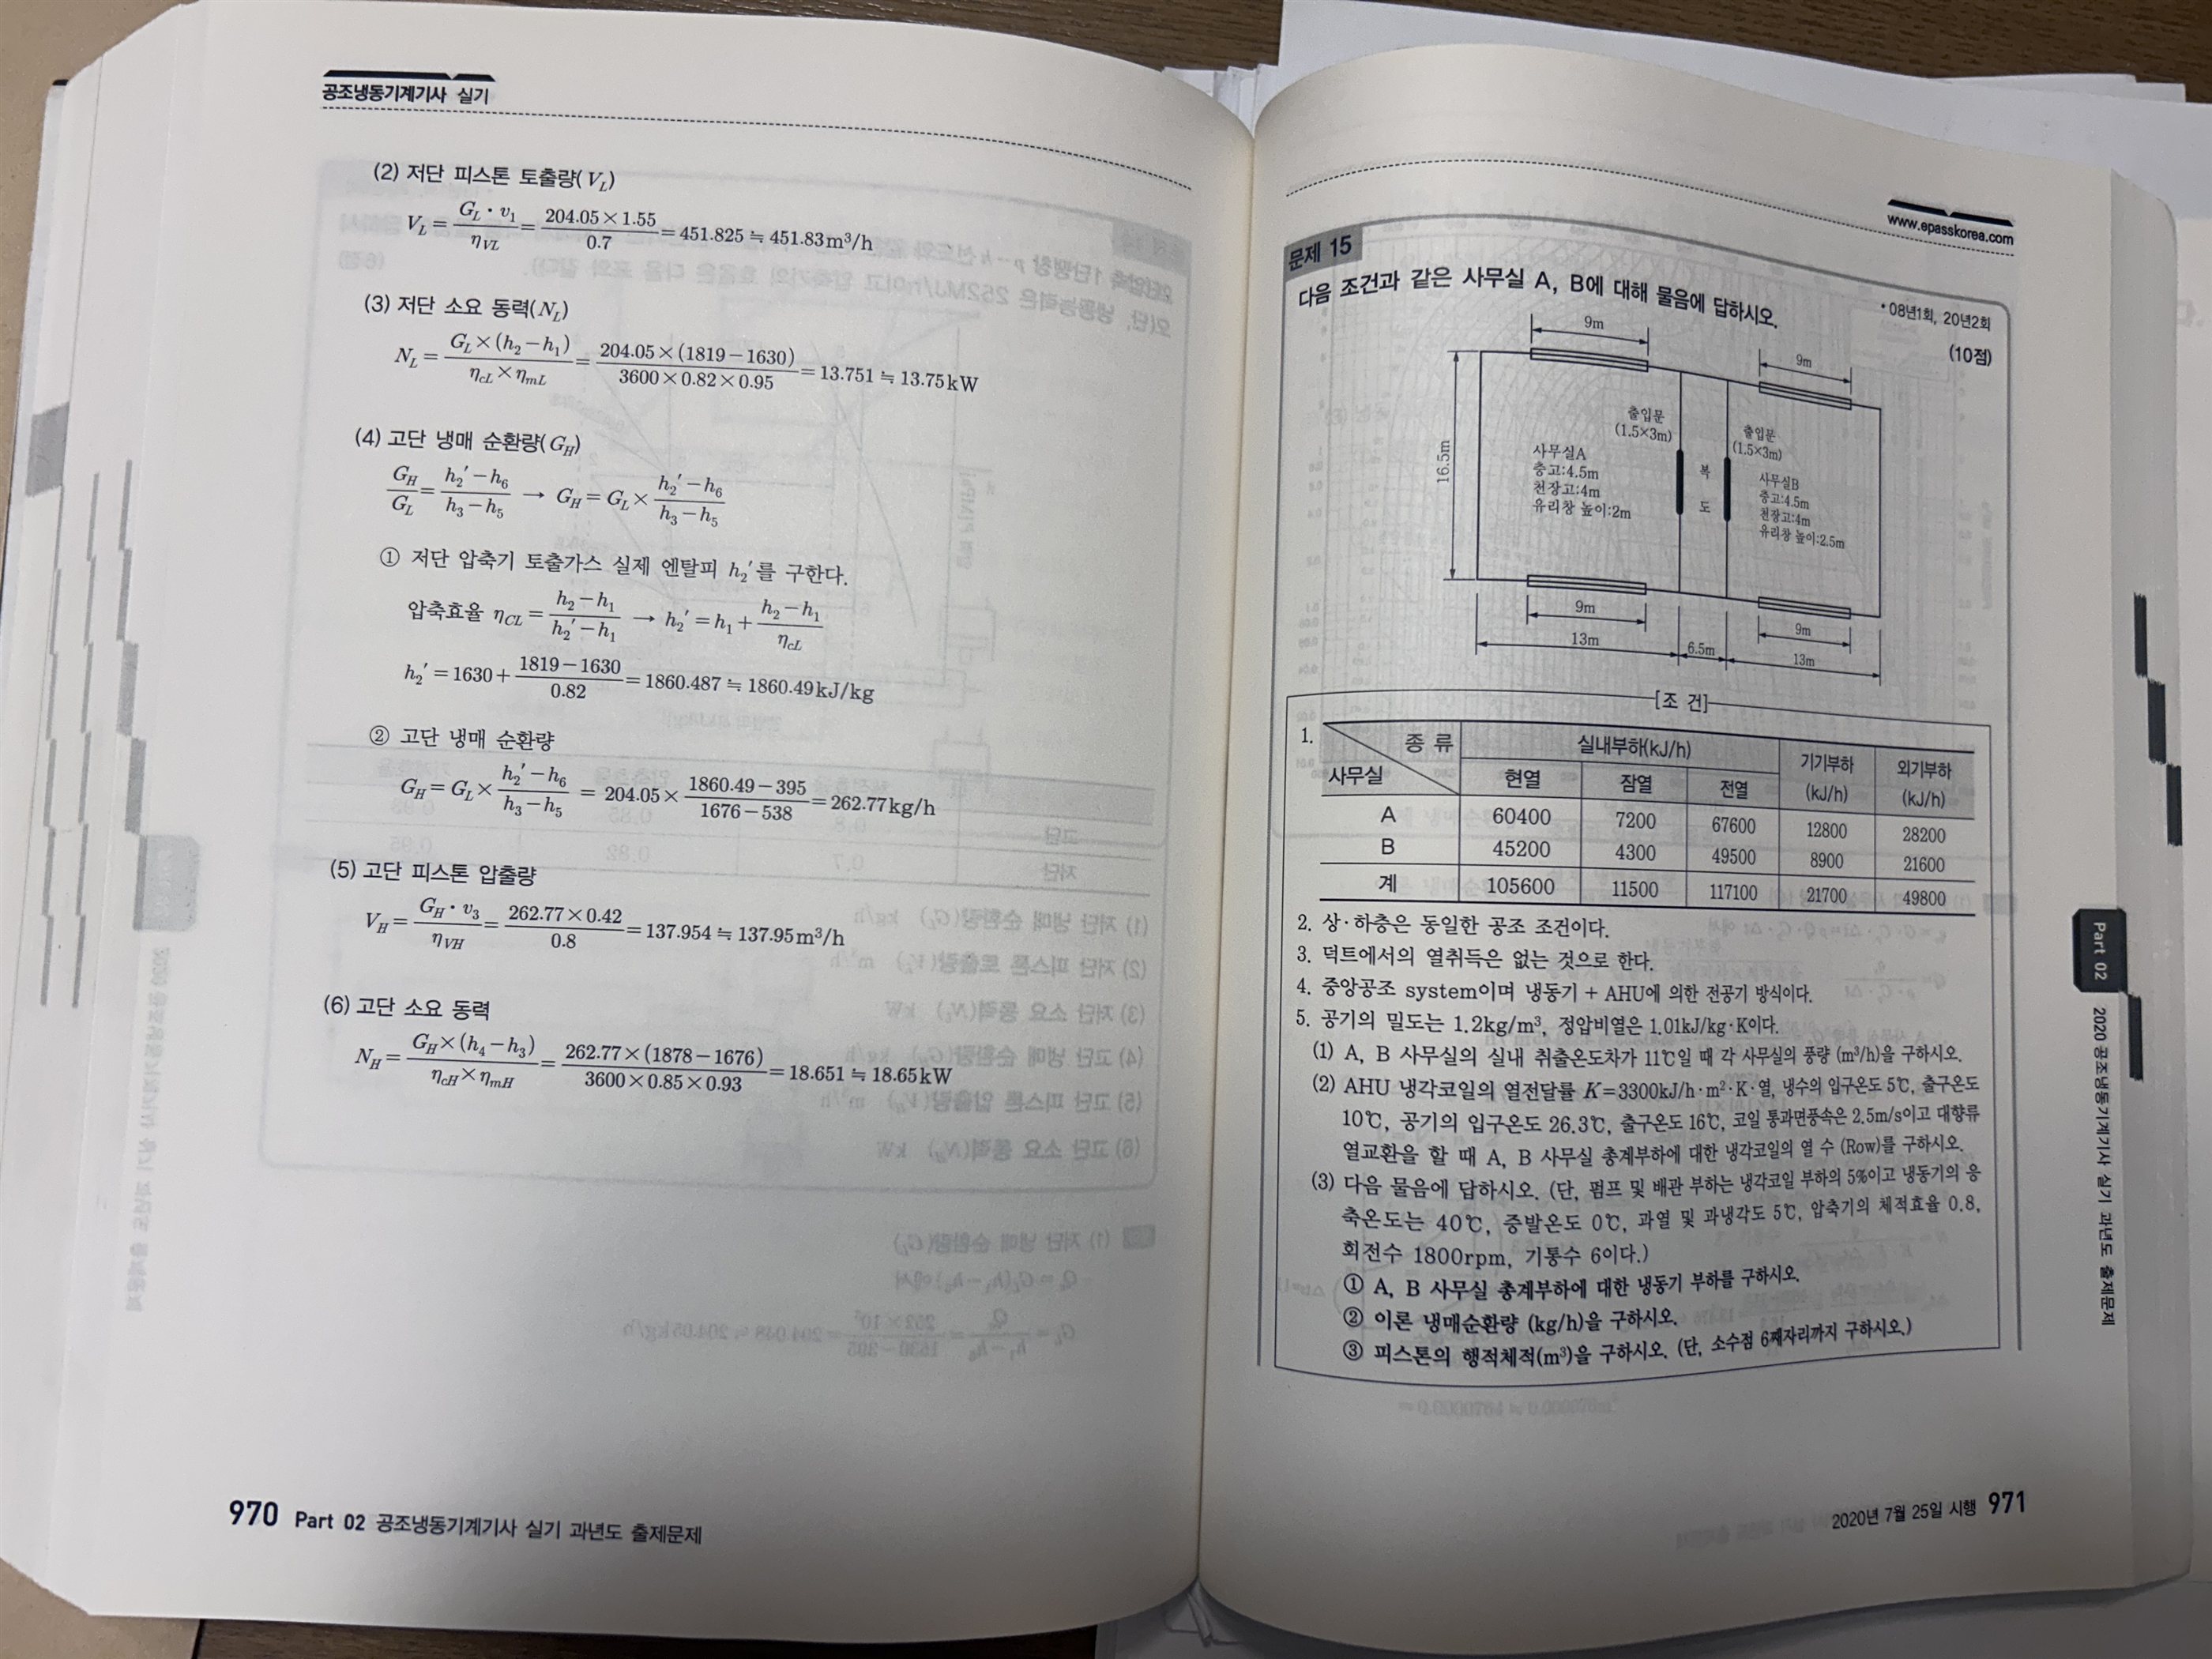 공조냉동기계기사 실기
(2) 저단 피스톤 토출량(V_L)
V_L = G_L · v_1 / η_VL = 204.05×1.55 / 0.7 = 451.825 ≒ 451.83 m³/h
(3) 저단 소요 동력(N_L)
N_L = G_L×(h_2−h_1) / η_cL×η_mL = 204.05×(1819−1630) / 3600×0.82×0.95 = 13.751 ≒ 13.75 kW
(4) 고단 냉매 순환량(G_H)
G_H / G_L = h_2′−h_6 / h_3−h_5 → G_H = G_L × h_2′−h_6 / h_3−h_5
① 저단 압축기 토출가스 실제 엔탈피 h_2′를 구한다.
압축효율 η_CL = h_2−h_1 / h_2′−h_1 → h_2′ = h_1 + h_2−h_1 / η_cL
h_2′ = 1630 + 1819−1630 / 0.82 = 1860.487 ≒ 1860.49 kJ/kg
② 고단 냉매 순환량
G_H = G_L × h_2′−h_6 / h_3−h_5 = 204.05 × 1860.49−395 / 1676−538 = 262.77 kg/h
(5) 고단 피스톤 압출량
V_H = G_H · v_3 / η_VH = 262.77×0.42 / 0.8 = 137.954 ≒ 137.95 m³/h
(6) 고단 소요 동력
N_H = G_H×(h_4−h_3) / η_cH×η_mH = 262.77×(1878−1676) / 3600×0.85×0.93 = 18.651 ≒ 18.65 kW
970 Part 02 공조냉동기계기사 실기 과년도 출제문제
www.epasskorea.com
문제 15
• 08년1회, 20년2회
다음 조건과 같은 사무실 A, B에 대해 물음에 답하시오.
(10점)
9m
9m
16.5m
출입문
(1.5×3m)
사무실A
층고:4.5m
천장고:4m
유리창 높이:2m
복
도
출입문
(1.5×3m)
사무실B
층고:4.5m
천장고:4m
유리창 높이:2.5m
9m
9m
13m
6.5m
13m
[조 건]
1.
종 류 실내부하(kJ/h) 기기부하 (kJ/h) 외기부하 (kJ/h)
사무실 현열 잠열 전열
A 60400 7200 67600 12800 28200
B 45200 4300 49500 8900 21600
계 105600 11500 117100 21700 49800
2. 상·하층은 동일한 공조 조건이다.
3. 덕트에서의 열취득은 없는 것으로 한다.
4. 중앙공조 system이며 냉동기 + AHU에 의한 전공기 방식이다.
5. 공기의 밀도는 1.2kg/m³, 정압비열은 1.01kJ/kg·K이다.
(1) A, B 사무실의 실내 취출온도차가 11℃일 때 각 사무실의 풍량 (m³/h)을 구하시오.
(2) AHU 냉각코일의 열전달률 K=3300kJ/h·m²·K·열, 냉수의 입구온도 5℃, 출구온도
10℃, 공기의 입구온도 26.3℃, 출구온도 16℃, 코일 통과면풍속은 2.5m/s이고 대향류
열교환을 할 때 A, B 사무실 총계부하에 대한 냉각코일의 열 수 (Row)를 구하시오.
(3) 다음 물음에 답하시오. (단, 펌프 및 배관 부하는 냉각코일 부하의 5%이고 냉동기의 응
축온도는 40℃, 증발온도 0℃, 과열 및 과냉각도 5℃, 압축기의 체적효율 0.8,
회전수 1800rpm, 기통수 6이다.)
① A, B 사무실 총계부하에 대한 냉동기 부하를 구하시오.
② 이론 냉매순환량 (kg/h)을 구하시오.
③ 피스톤의 행적체적(m³)을 구하시오. (단, 소수점 6째자리까지 구하시오.)
Part 02
2020 공조냉동기계기사 실기 과년도 출제문제
2020년 7월 25일 시행 971